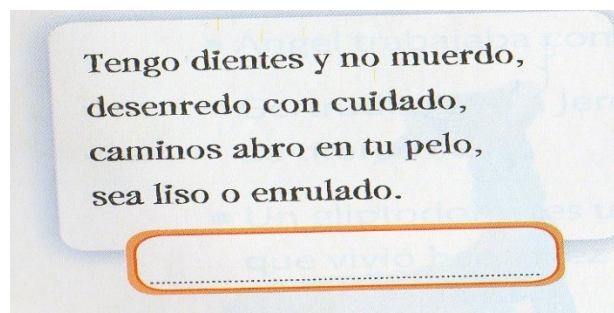 Tengo dientes y no muerdo,
desenredo con cuidado,
caminos abro en tu pelo,
sea liso o enrulado.